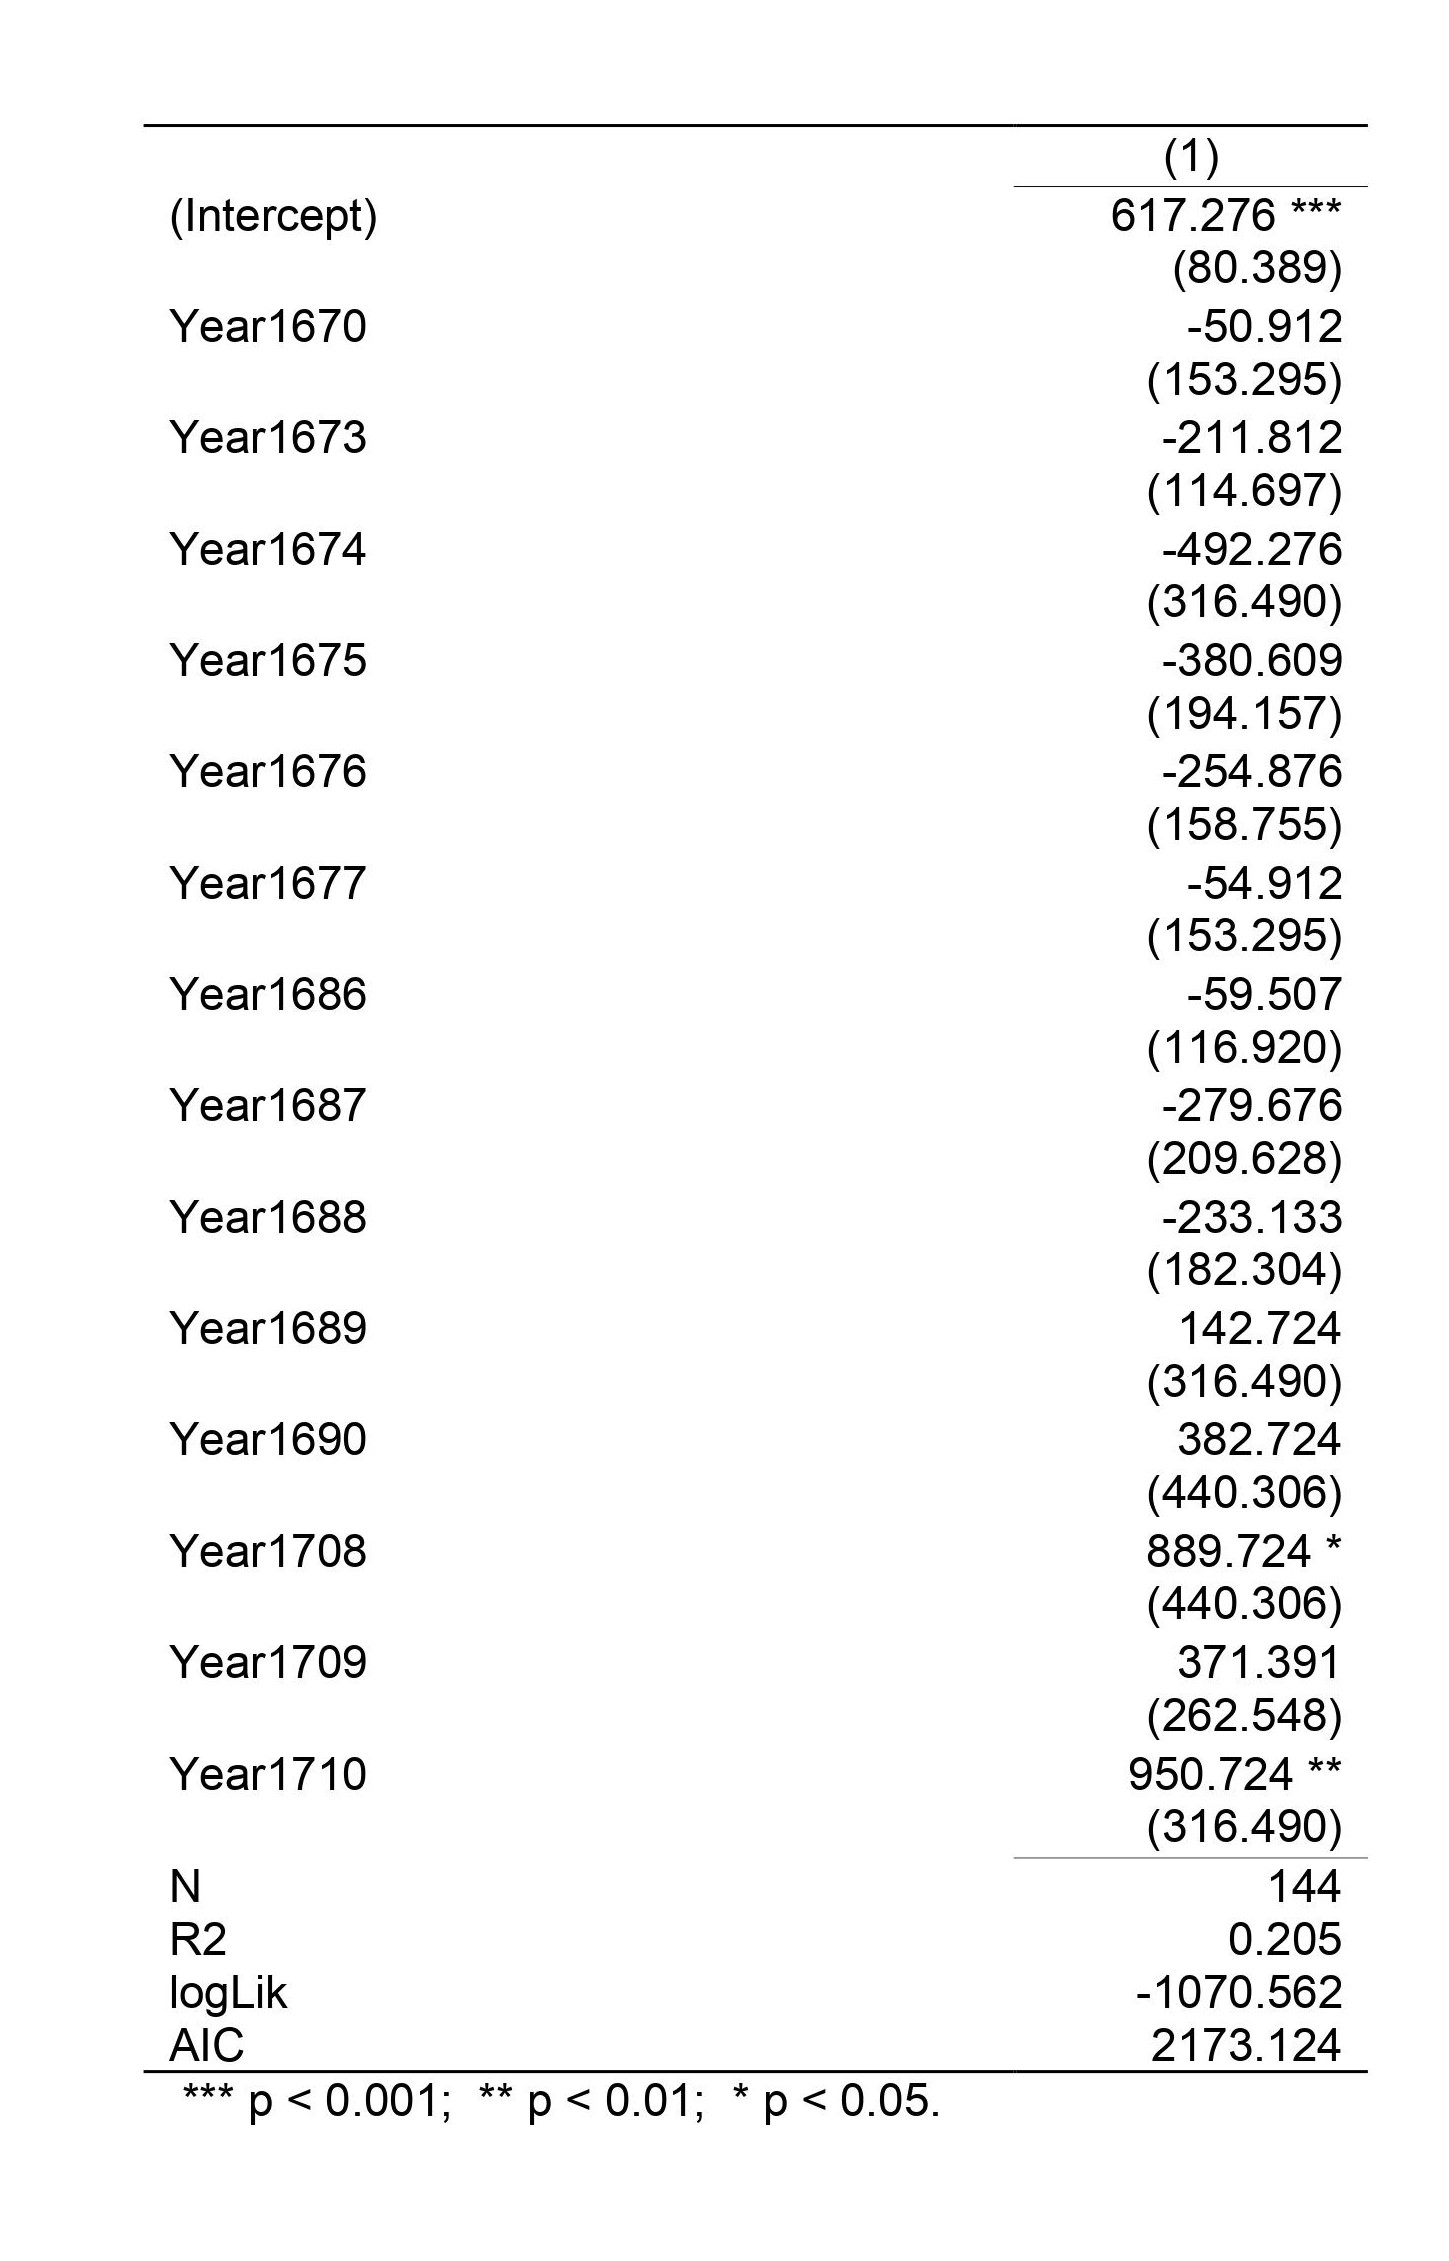 (1)
(Intercept) 617.276 ***
(80.389)
Year1670 -50.912
(153.295)
Year1673 -211.812
(114.697)
Year1674 -492.276
(316.490)
Year1675 -380.609
(194.157)
Year1676 -254.876
(158.755)
Year1677 -54.912
(153.295)
Year1686 -59.507
(116.920)
Year1687 -279.676
(209.628)
Year1688 -233.133
(182.304)
Year1689 142.724
(316.490)
Year1690 382.724
(440.306)
Year1708 889.724 *
(440.306)
Year1709 371.391
(262.548)
Year1710 950.724 **
(316.490)
N 144
R2 0.205
logLik -1070.562
AIC 2173.124
*** p < 0.001; ** p < 0.01; * p < 0.05.